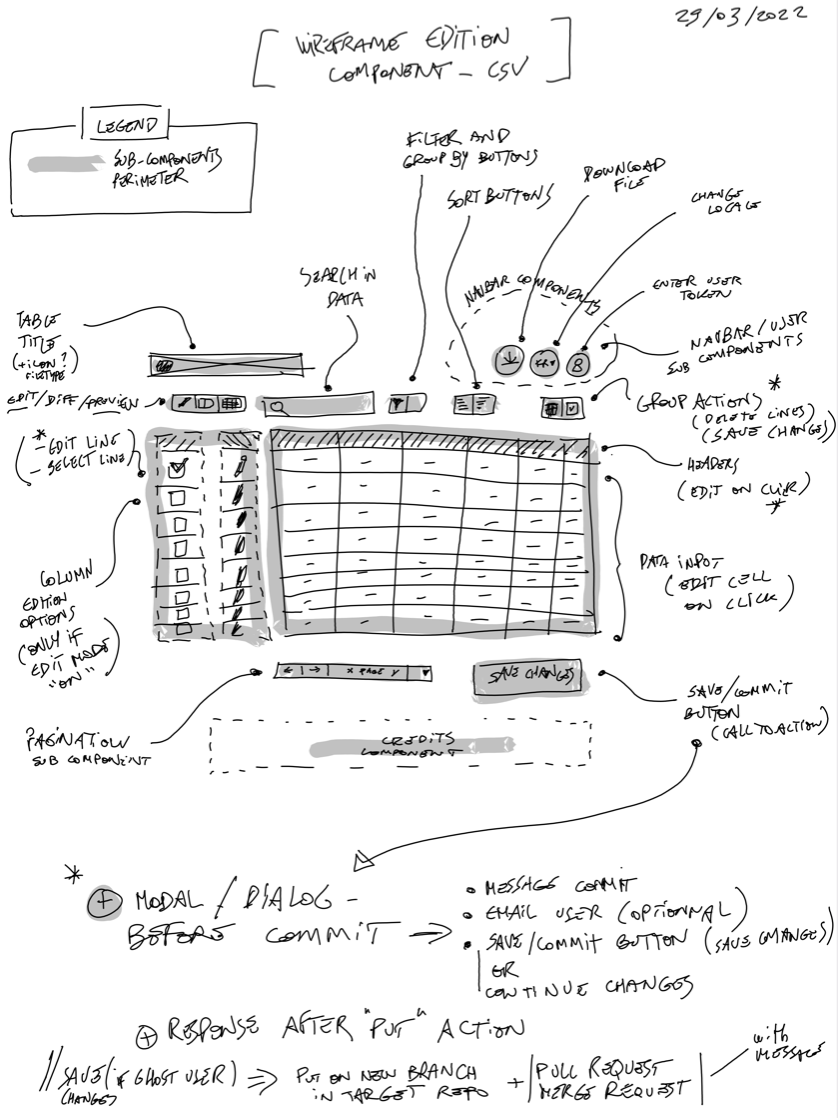 29/03/2022
WIREFRAME EDITION
COMPONENT - CSV
LEGEND
SUB-COMPONENTS
PERIMETER
FILTER AND
GROUP BY BUTTONS
SORT BUTTONS
DOWNLOAD
FILE
CHANGE
LOCALE
SEARCH IN
DATA
NAVBAR COMPONENTS
ENTER USER
TOKEN
TABLE
TITLE
(+ ICON?
FILETYPE
NAVBAR/USER
SUB COMPONENTS
EDIT/DIFF/PREVIEW
GROUP ACTIONS *
(DELETE LINES)
(SAVE CHANGES)
*
- EDIT LINE
- SELECT LINE
HEADERS
(EDIT ON CLICK)
*
DATA INPUT
(EDIT CELL
ON CLICK)
COLUMN
EDITION
OPTIONS
(ONLY IF
EDIT MODE
"ON")
← | → | X PAGE Y
SAVE CHANGES
SAVE/COMMIT
BUTTON
(CALL TO ACTION)
PAGINATION
SUB COMPONENT
CREDITS
COMPONENT
*
+ MODAL / DIALOG -
BEFORE COMMIT →
• MESSAGE COMMIT
• EMAIL USER (OPTIONNAL)
• SAVE/COMMIT BUTTON (SAVE CHANGES)
OR
CONTINUE CHANGES
+ RESPONSE AFTER "PUT" ACTION
// SAVE (IF GHOST USER) ⇒ PUT ON NEW BRANCH + | PULL REQUEST
CHANGES IN TARGET REPO MERGE REQUEST |
with
MESSAGE